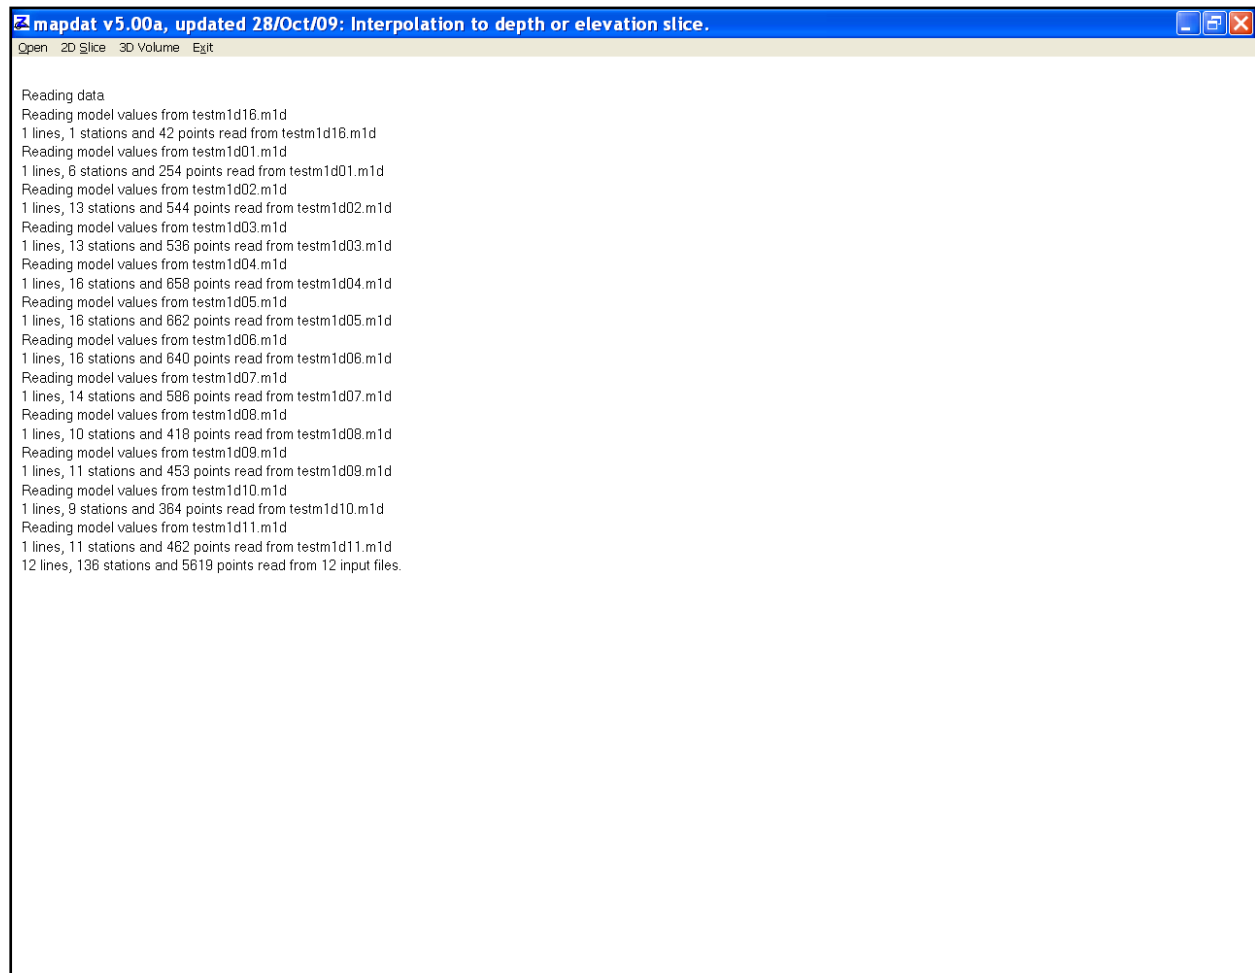 mapdat v5.00a, updated 28/Oct/09: Interpolation to depth or elevation slice.
Open 2D Slice 3D Volume Exit
Reading data
Reading model values from testm1d16.m1d
1 lines, 1 stations and 42 points read from testm1d16.m1d
Reading model values from testm1d01.m1d
1 lines, 6 stations and 254 points read from testm1d01.m1d
Reading model values from testm1d02.m1d
1 lines, 13 stations and 544 points read from testm1d02.m1d
Reading model values from testm1d03.m1d
1 lines, 13 stations and 536 points read from testm1d03.m1d
Reading model values from testm1d04.m1d
1 lines, 16 stations and 658 points read from testm1d04.m1d
Reading model values from testm1d05.m1d
1 lines, 16 stations and 662 points read from testm1d05.m1d
Reading model values from testm1d06.m1d
1 lines, 16 stations and 640 points read from testm1d06.m1d
Reading model values from testm1d07.m1d
1 lines, 14 stations and 586 points read from testm1d07.m1d
Reading model values from testm1d08.m1d
1 lines, 10 stations and 418 points read from testm1d08.m1d
Reading model values from testm1d09.m1d
1 lines, 11 stations and 453 points read from testm1d09.m1d
Reading model values from testm1d10.m1d
1 lines, 9 stations and 364 points read from testm1d10.m1d
Reading model values from testm1d11.m1d
1 lines, 11 stations and 462 points read from testm1d11.m1d
12 lines, 136 stations and 5619 points read from 12 input files.